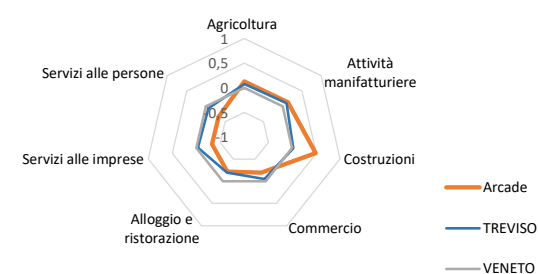 Agricoltura
1
0,5
0
-0,5
-1
Attività
manifatturiere
Costruzioni
Commercio
Alloggio e
ristorazione
Servizi alle imprese
Servizi alle persone
Arcade
TREVISO
VENETO